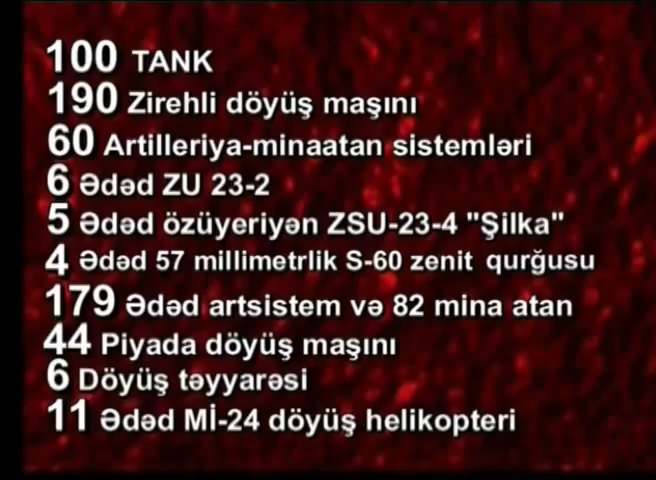 100 TANK
190 Zirehli döyüş maşını
60 Artilleriya-minaatan sistemləri
6 Ədəd ZU 23-2
5 Ədəd özüyeriyən ZSU-23-4 "Şilka"
4 Ədəd 57 millimetrlik S-60 zenit qurğusu
179 Ədəd artsistem və 82 mina atan
44 Piyada döyüş maşını
6 Döyüş təyyarəsi
11 Ədəd Mİ-24 döyüş helikopteri